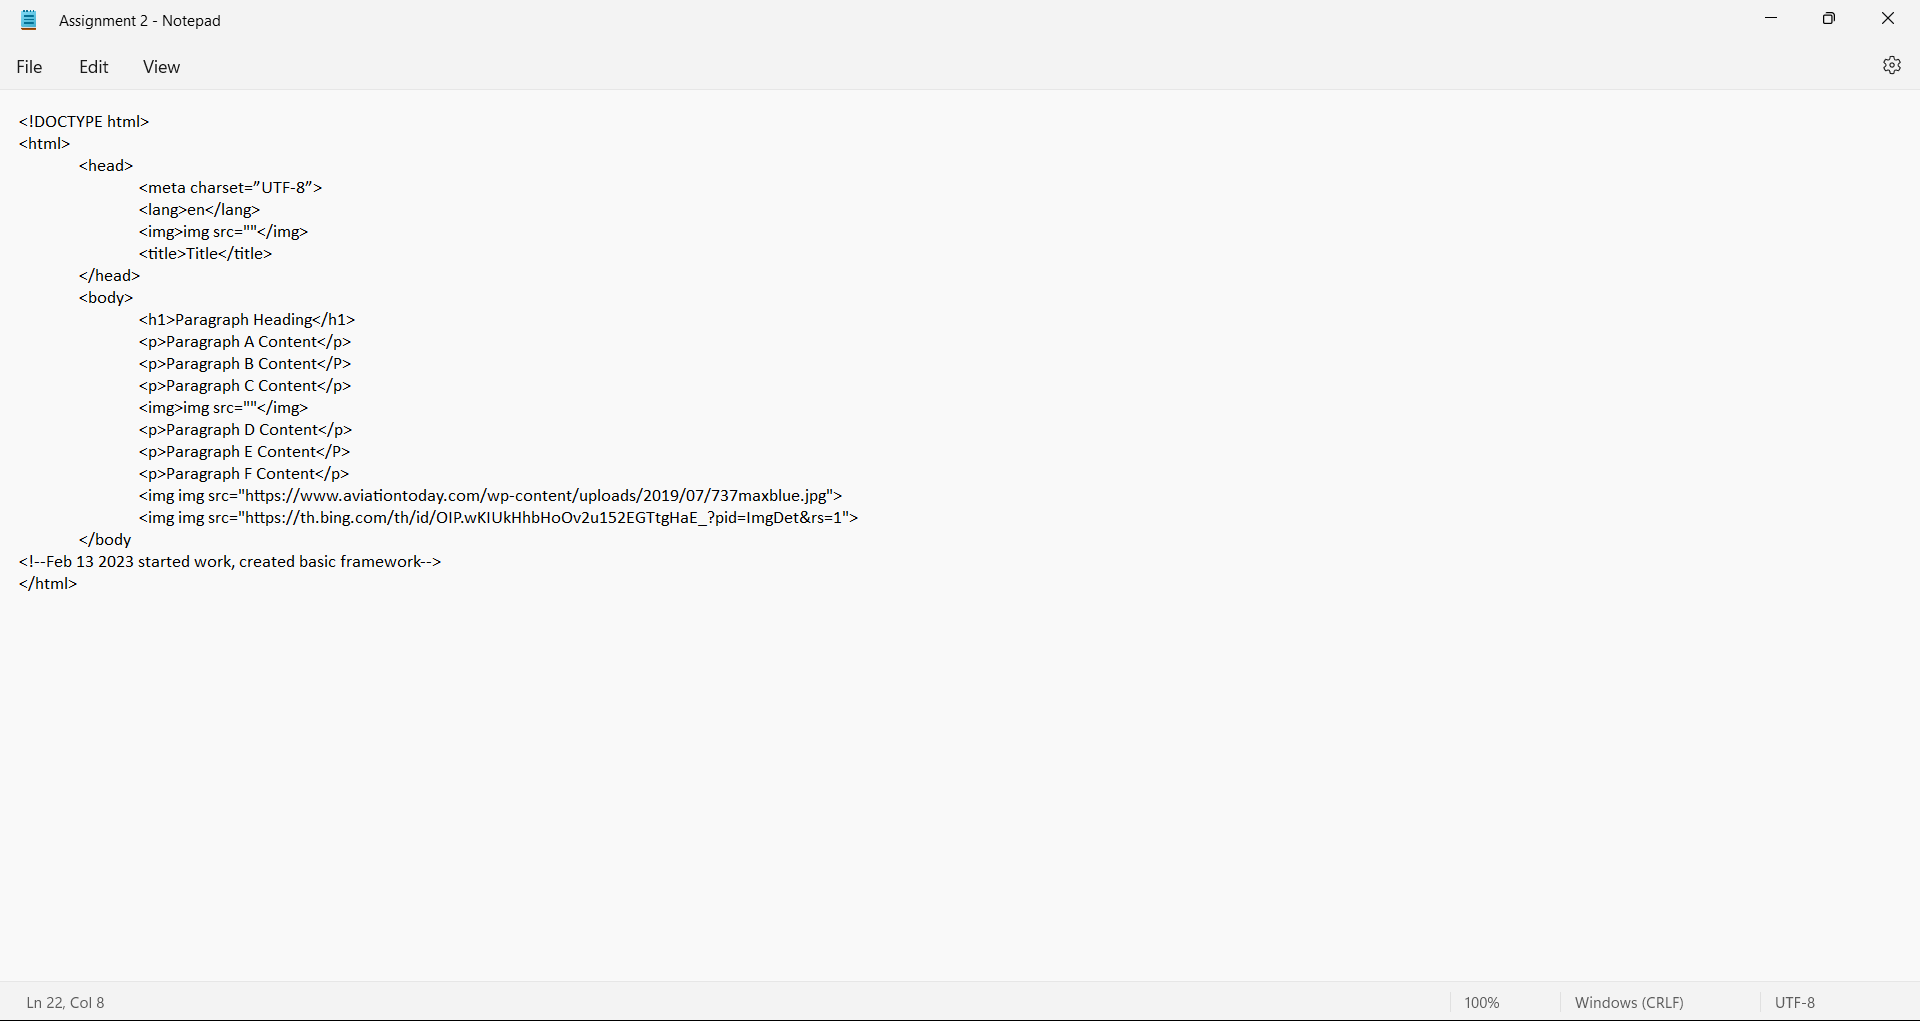 Assignment 2 - Notepad
File Edit View
<!DOCTYPE html>
<html>
<head>
<meta charset=”UTF-8”>
<lang>en</lang>
<img>img src=""</img>
<title>Title</title>
</head>
<body>
<h1>Paragraph Heading</h1>
<p>Paragraph A Content</p>
<p>Paragraph B Content</P>
<p>Paragraph C Content</p>
<img>img src=""</img>
<p>Paragraph D Content</p>
<p>Paragraph E Content</P>
<p>Paragraph F Content</p>
<img img src="https://www.aviationtoday.com/wp-content/uploads/2019/07/737maxblue.jpg">
<img img src="https://th.bing.com/th/id/OIP.wKIUkHhbHoOv2u152EGTtgHaE_?pid=ImgDet&rs=1">
</body
<!--Feb 13 2023 started work, created basic framework-->
</html>
Ln 22, Col 8 100% Windows (CRLF) UTF-8